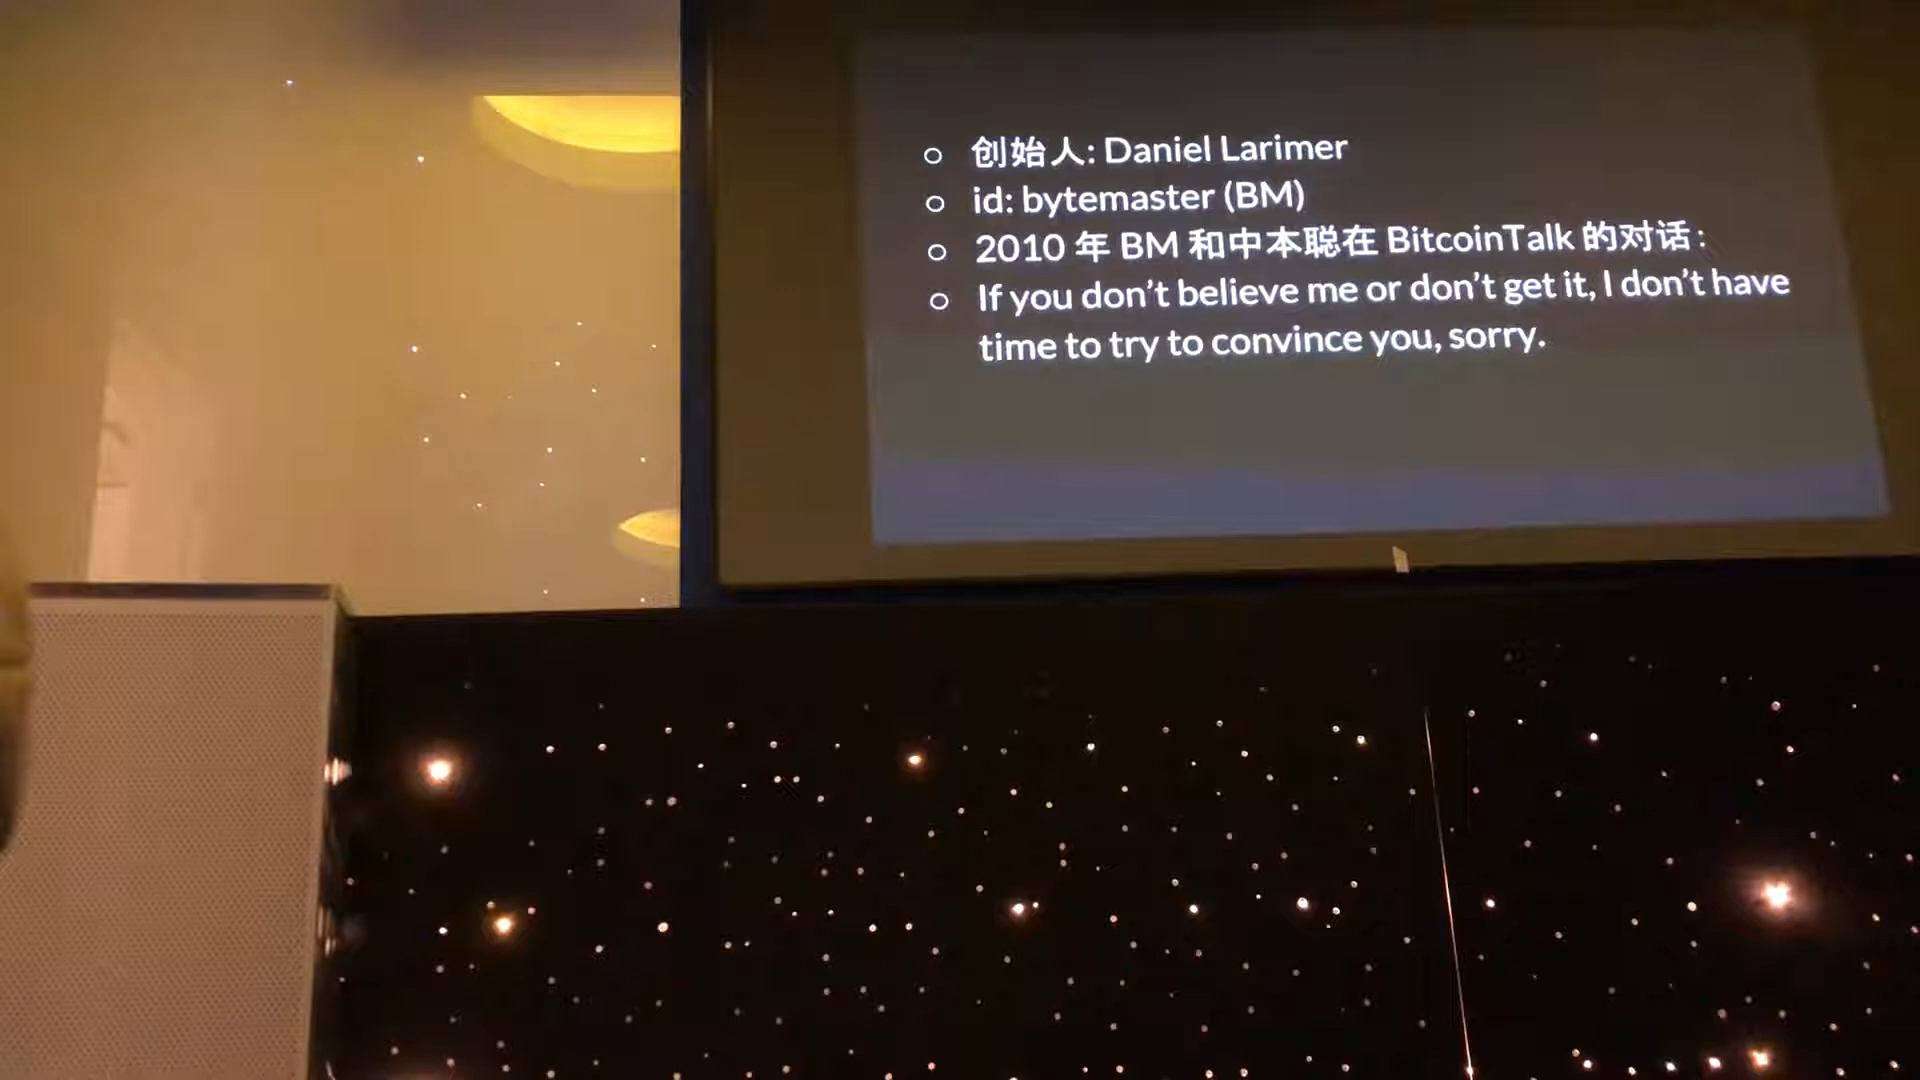 创始人: Daniel Larimer
id: bytemaster (BM)
2010 年 BM 和中本聪在 BitcoinTalk 的对话:
If you don't believe me or don't get it, I don't have
time to try to convince you, sorry.